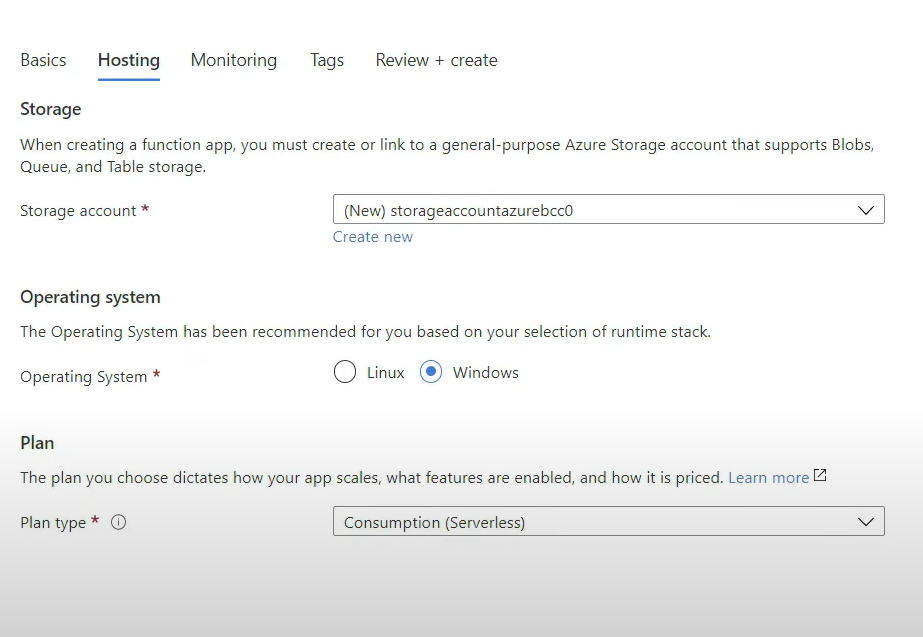 Basics Hosting Monitoring Tags Review + create
Storage
When creating a function app, you must create or link to a general-purpose Azure Storage account that supports Blobs,
Queue, and Table storage.
Storage account * (New) storageaccountazurebcc0
Create new
Operating system
The Operating System has been recommended for you based on your selection of runtime stack.
Operating System * Linux Windows
Plan
The plan you choose dictates how your app scales, what features are enabled, and how it is priced. Learn more
Plan type * Consumption (Serverless)